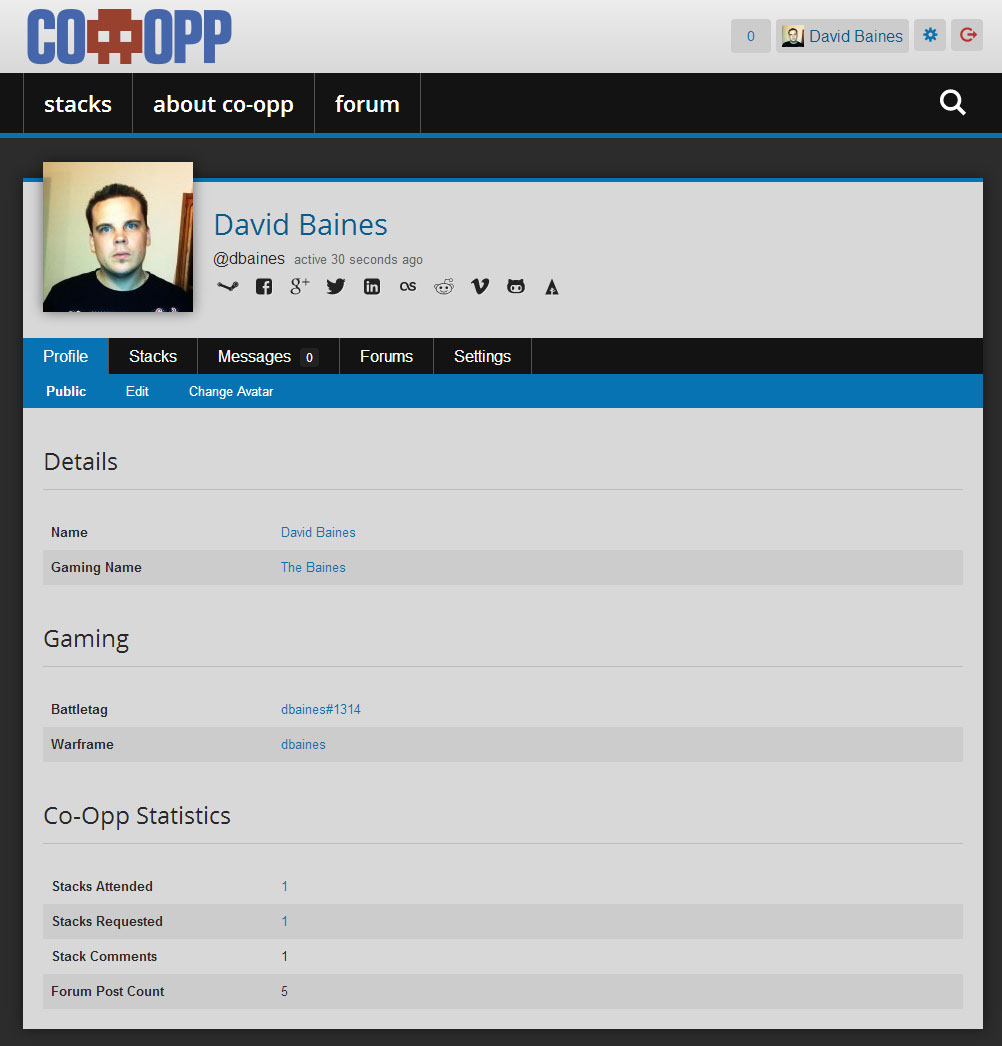 CO OPP
0 David Baines
stacks about co-opp forum
David Baines
@dbaines active 30 seconds ago
g+ in os
Profile Stacks Messages 0 Forums Settings
Public Edit Change Avatar
Details
Name David Baines
Gaming Name The Baines
Gaming
Battletag dbaines#1314
Warframe dbaines
Co-Opp Statistics
Stacks Attended 1
Stacks Requested 1
Stack Comments 1
Forum Post Count 5